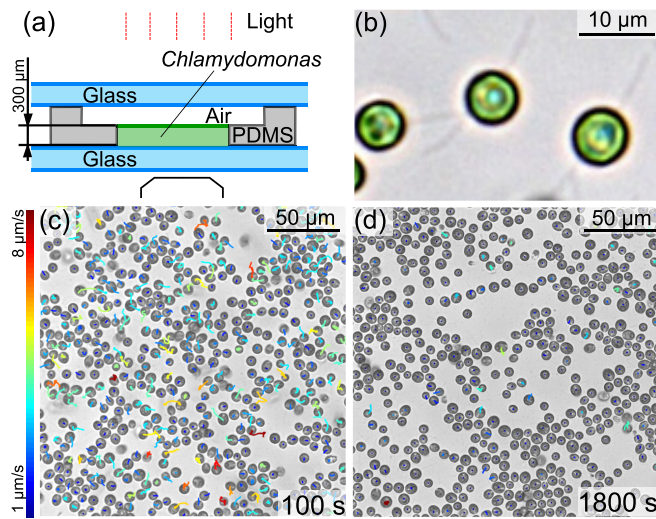 (a)
Light
Chlamydomonas
300 µm
Glass
Air
PDMS
Glass
(b)
10 µm
8 µm/s
1 µm/s
(c)
50 µm
100 s
(d)
50 µm
1800 s